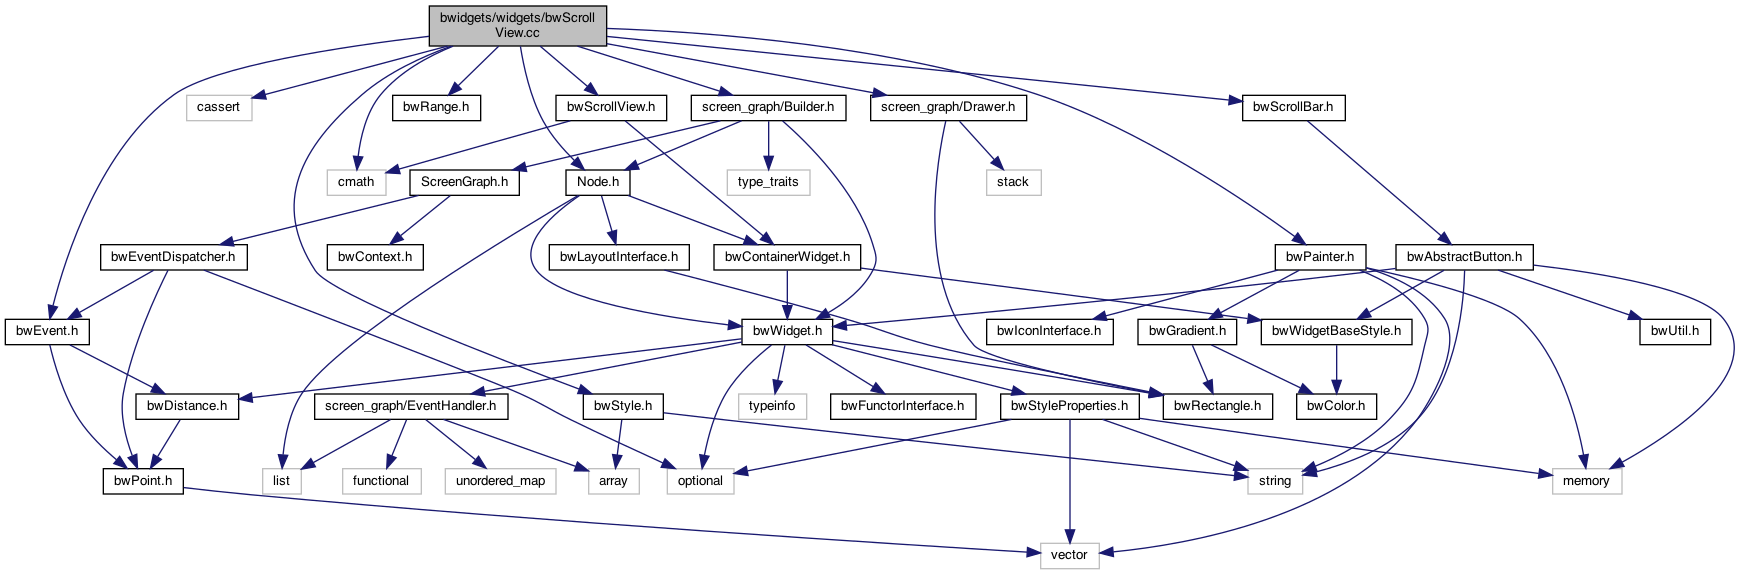 bwidgets/widgets/bwScroll
View.cc
cassert
bwRange.h
bwScrollView.h
screen_graph/Builder.h
screen_graph/Drawer.h
bwScrollBar.h
cmath
ScreenGraph.h
Node.h
type_traits
stack
bwEventDispatcher.h
bwContext.h
bwLayoutInterface.h
bwContainerWidget.h
bwPainter.h
bwAbstractButton.h
bwEvent.h
bwWidget.h
bwIconInterface.h
bwGradient.h
bwWidgetBaseStyle.h
bwUtil.h
bwDistance.h
screen_graph/EventHandler.h
bwStyle.h
typeinfo
bwFunctorInterface.h
bwStyleProperties.h
bwRectangle.h
bwColor.h
bwPoint.h
list
functional
unordered_map
array
optional
string
memory
vector